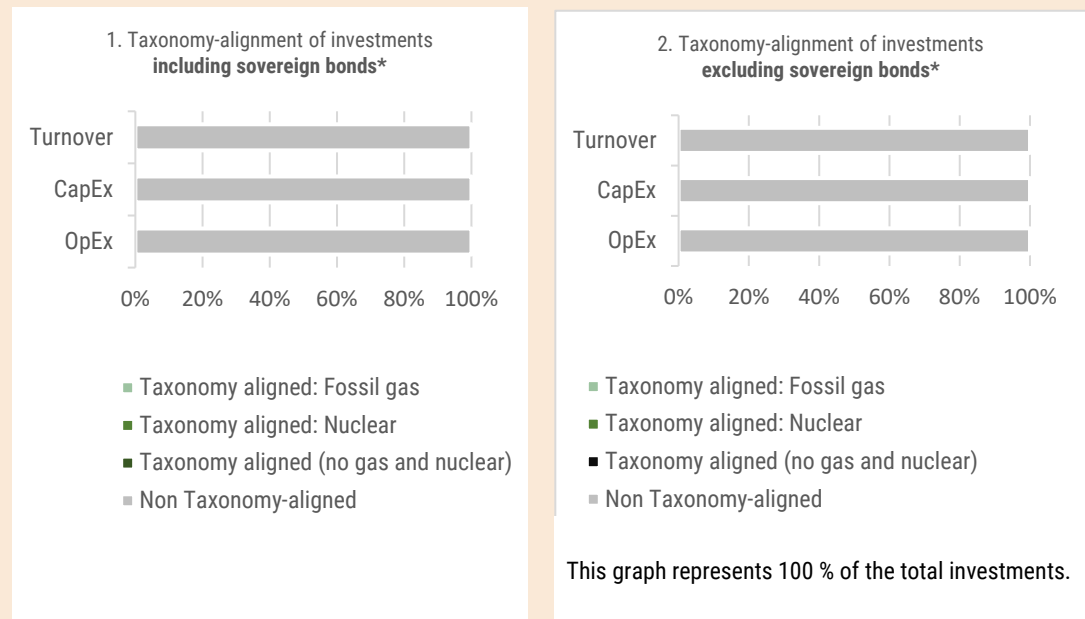 1. Taxonomy-alignment of investments
including sovereign bonds*
Turnover
CapEx
OpEx
0% 20% 40% 60% 80% 100%
Taxonomy aligned: Fossil gas
Taxonomy aligned: Nuclear
Taxonomy aligned (no gas and nuclear)
Non Taxonomy-aligned
2. Taxonomy-alignment of investments
excluding sovereign bonds*
Turnover
CapEx
OpEx
0% 20% 40% 60% 80% 100%
Taxonomy aligned: Fossil gas
Taxonomy aligned: Nuclear
Taxonomy aligned (no gas and nuclear)
Non Taxonomy-aligned
This graph represents 100 % of the total investments.